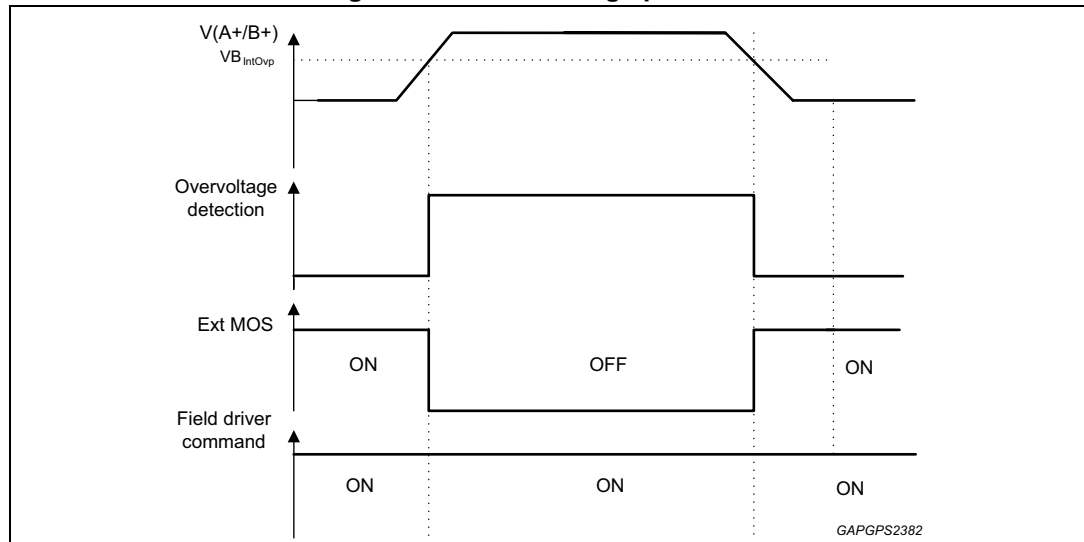 V(A+/B+)
VB IntOvp
Overvoltage
detection
Ext MOS
ON
OFF
ON
Field driver
command
ON
ON
ON
GAPGPS2382